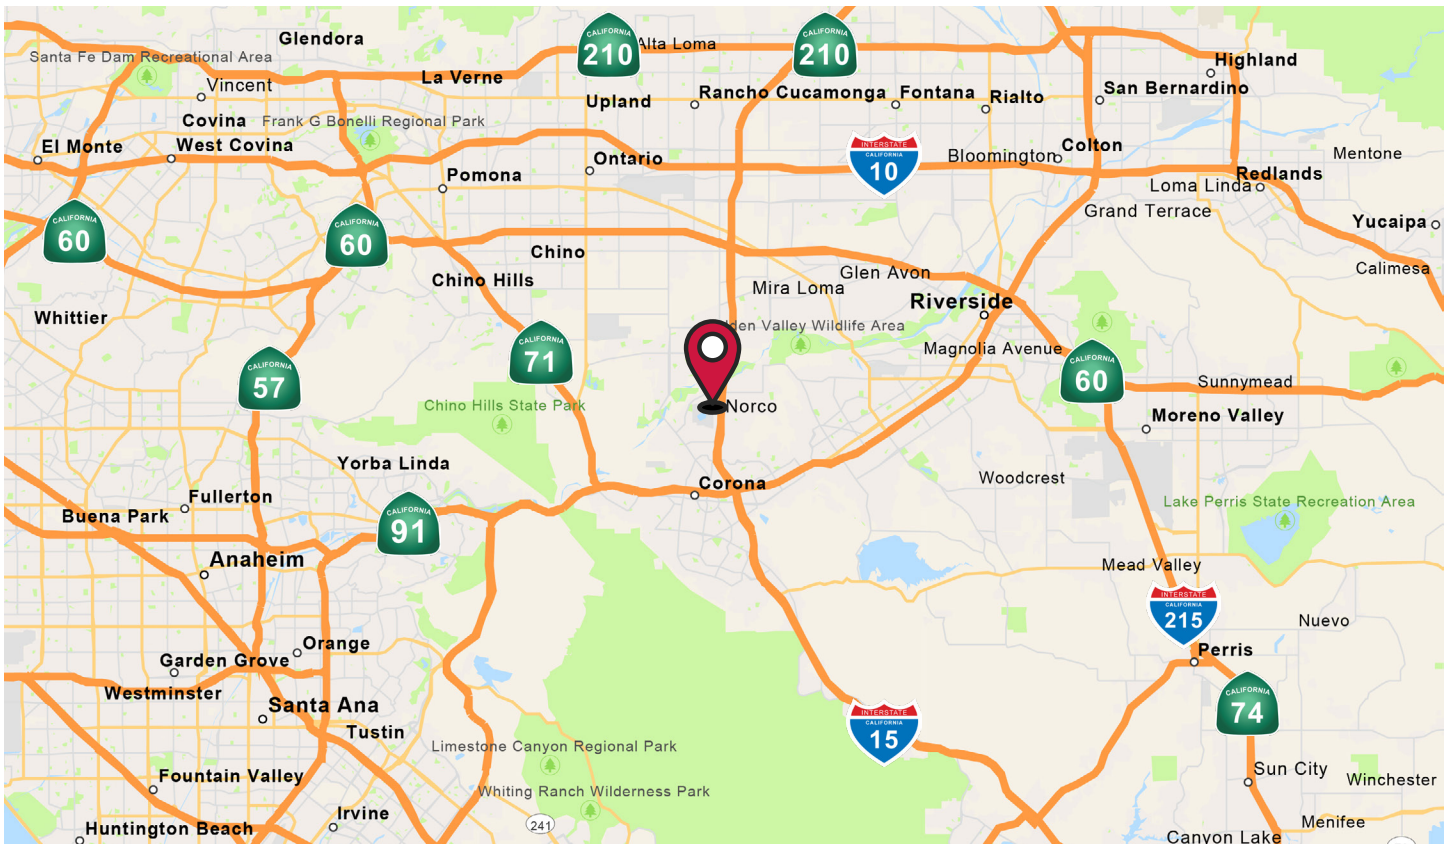 Glendora
CALIFORNIA
210
Alta Loma
CALIFORNIA
210
Santa Fe Dam Recreational Area
La Verne
Highland
Vincent
Upland
Rancho Cucamonga
Fontana
Rialto
San Bernardino
Covina
Frank G Bonelli Regional Park
El Monte
West Covina
Ontario
INTERSTATE
CALIFORNIA
10
Bloomington
Colton
Mentone
Pomona
Loma Linda
Redlands
Grand Terrace
Yucaipa
CALIFORNIA
60
CALIFORNIA
60
Chino
Calimesa
Chino Hills
Glen Avon
Mira Loma
Riverside
Whittier
den Valley Wildlife Area
Magnolia Avenue
CALIFORNIA
71
CALIFORNIA
57
CALIFORNIA
60
Sunnymead
Chino Hills State Park
Norco
Moreno Valley
Yorba Linda
Woodcrest
Corona
Fullerton
Lake Perris State Recreation Area
Buena Park
CALIFORNIA
91
Anaheim
Mead Valley
INTERSTATE
CALIFORNIA
215
Nuevo
Orange
Perris
Garden Grove
Westminster
Santa Ana
CALIFORNIA
74
INTERSTATE
CALIFORNIA
15
Tustin
Limestone Canyon Regional Park
Fountain Valley
Sun City
Winchester
Whiting Ranch Wilderness Park
Irvine
241
Huntington Beach
Menifee
Canyon Lake